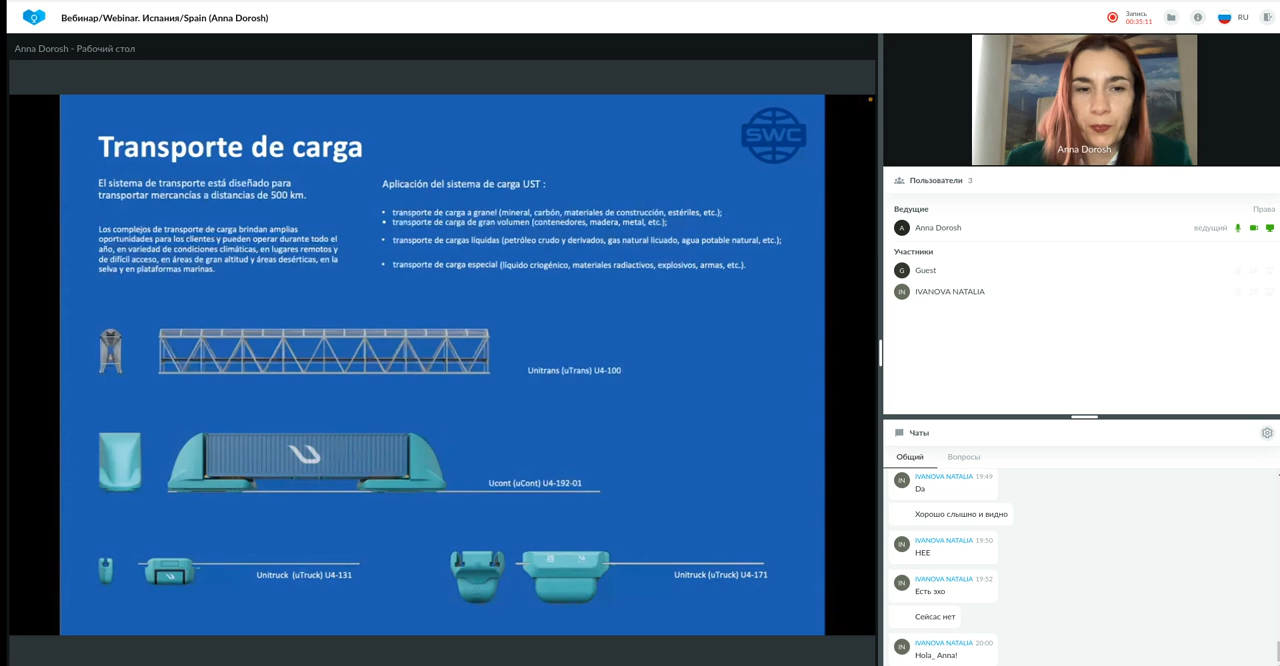 Вебинар/Webinar. Испания/Spain (Anna Dorosh)
Запись
00:35:11
RU
Anna Dorosh - Рабочий стол
Transporte de carga
SWC
El sistema de transporte está diseñado para
transportar mercancías a distancias de 500 km.
Los complejos de transporte de carga brindan amplias
oportunidades para los clientes y pueden operar durante todo el
año, en variedad de condiciones climáticas, en lugares remotos y
de difícil acceso, en áreas de gran altitud y áreas desérticas, en la
selva y en plataformas marinas.
Aplicación del sistema de carga UST :
• transporte de carga a granel (mineral, carbón, materiales de construcción, estériles, etc.);
• transporte de carga de gran volumen (contenedores, madera, metal, etc.);
• transporte de cargas líquidas (petróleo crudo y derivados, gas natural licuado, agua potable natural, etc.);
• transporte de carga especial (líquido criogénico, materiales radiactivos, explosivos, armas, etc.).
Unitrans (uTrans) U4-100
Ucont (uCont) U4-192-01
Unitruck (uTruck) U4-131
Unitruck (uTruck) U4-171
Anna Dorosh
Пользователи 3
Ведущие Права
A Anna Dorosh ведущий
Участники
G Guest
IN IVANOVA NATALIA
Чаты
Общий Вопросы
IN IVANOVA NATALIA 19:49
Da
Хорошо слышно и видно
IN IVANOVA NATALIA 19:50
HEE
IN IVANOVA NATALIA 19:52
Есть эхо
Сейсас нет
IN IVANOVA NATALIA 20:00
Hola_ Anna!